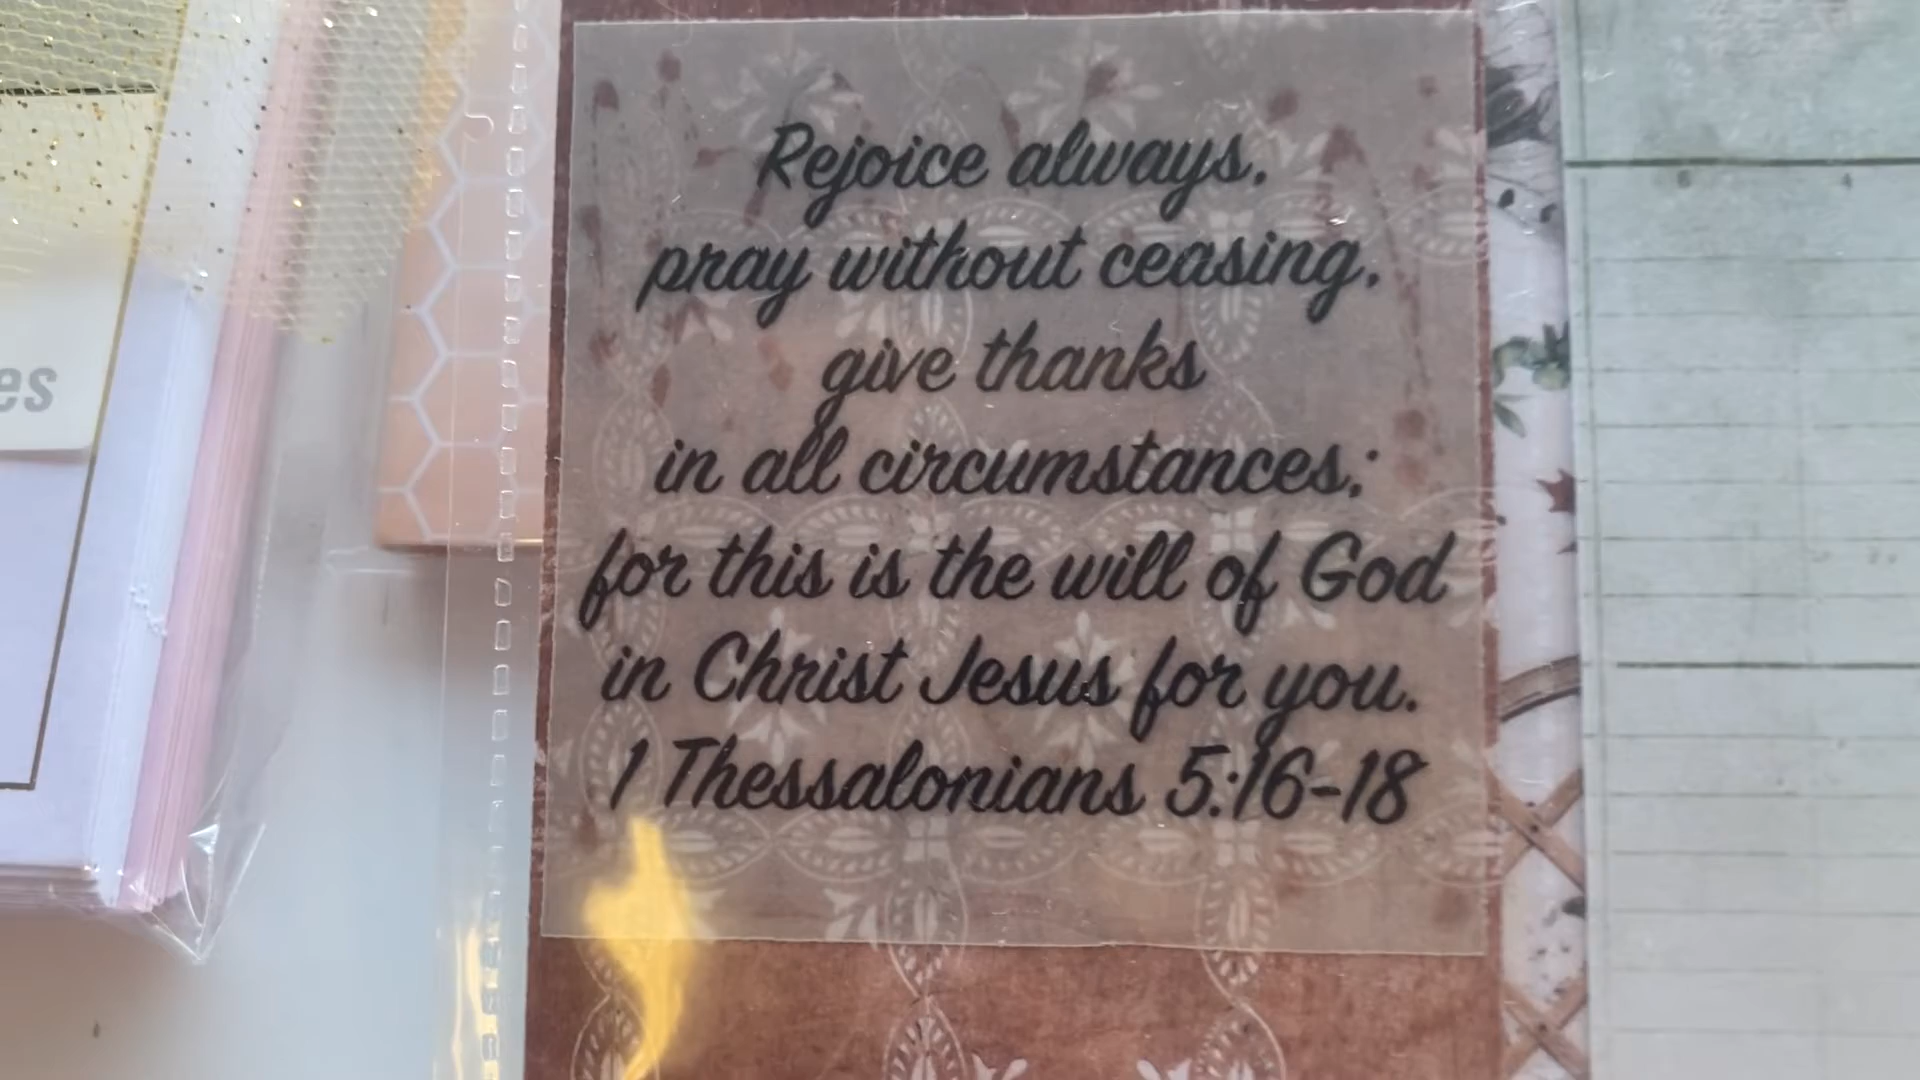 es
Rejoice always,
pray without ceasing,
give thanks
in all circumstances;
for this is the will of God
in Christ Jesus for you.
1 Thessalonians 5:16-18